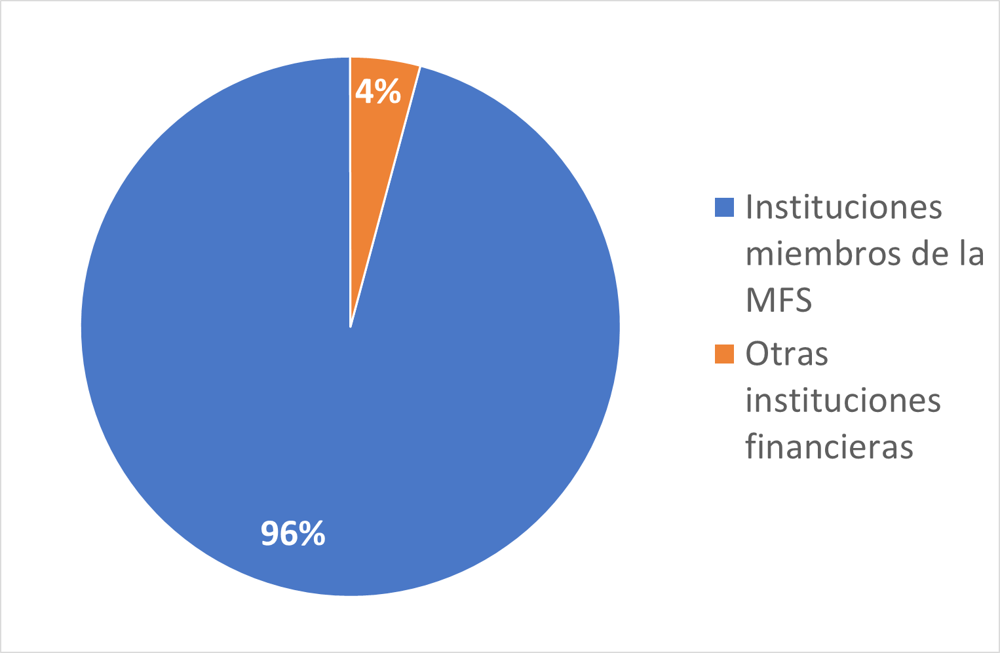 4%
96%
Instituciones
miembros de la
MFS
Otras
instituciones
financieras